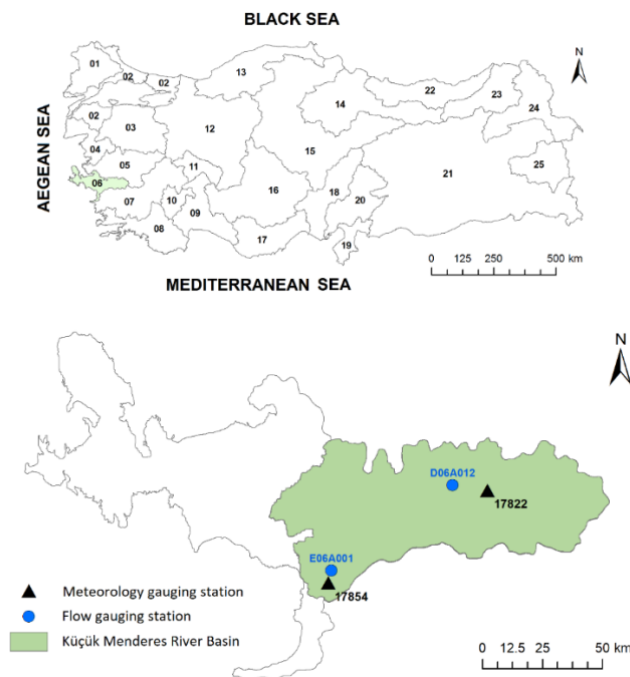 BLACK SEA
N
01
02
02
13
22
23
24
02
03
12
14
04
05
11
15
25
AEGEAN SEA
06
07
10
09
16
18
20
21
08
17
19
0 125 250 500 km
MEDITERRANEAN SEA
N
D06A012
17822
E06A001
17854
Meteorology gauging station
Flow gauging station
Küçük Menderes River Basin
0 12.5 25 50 km